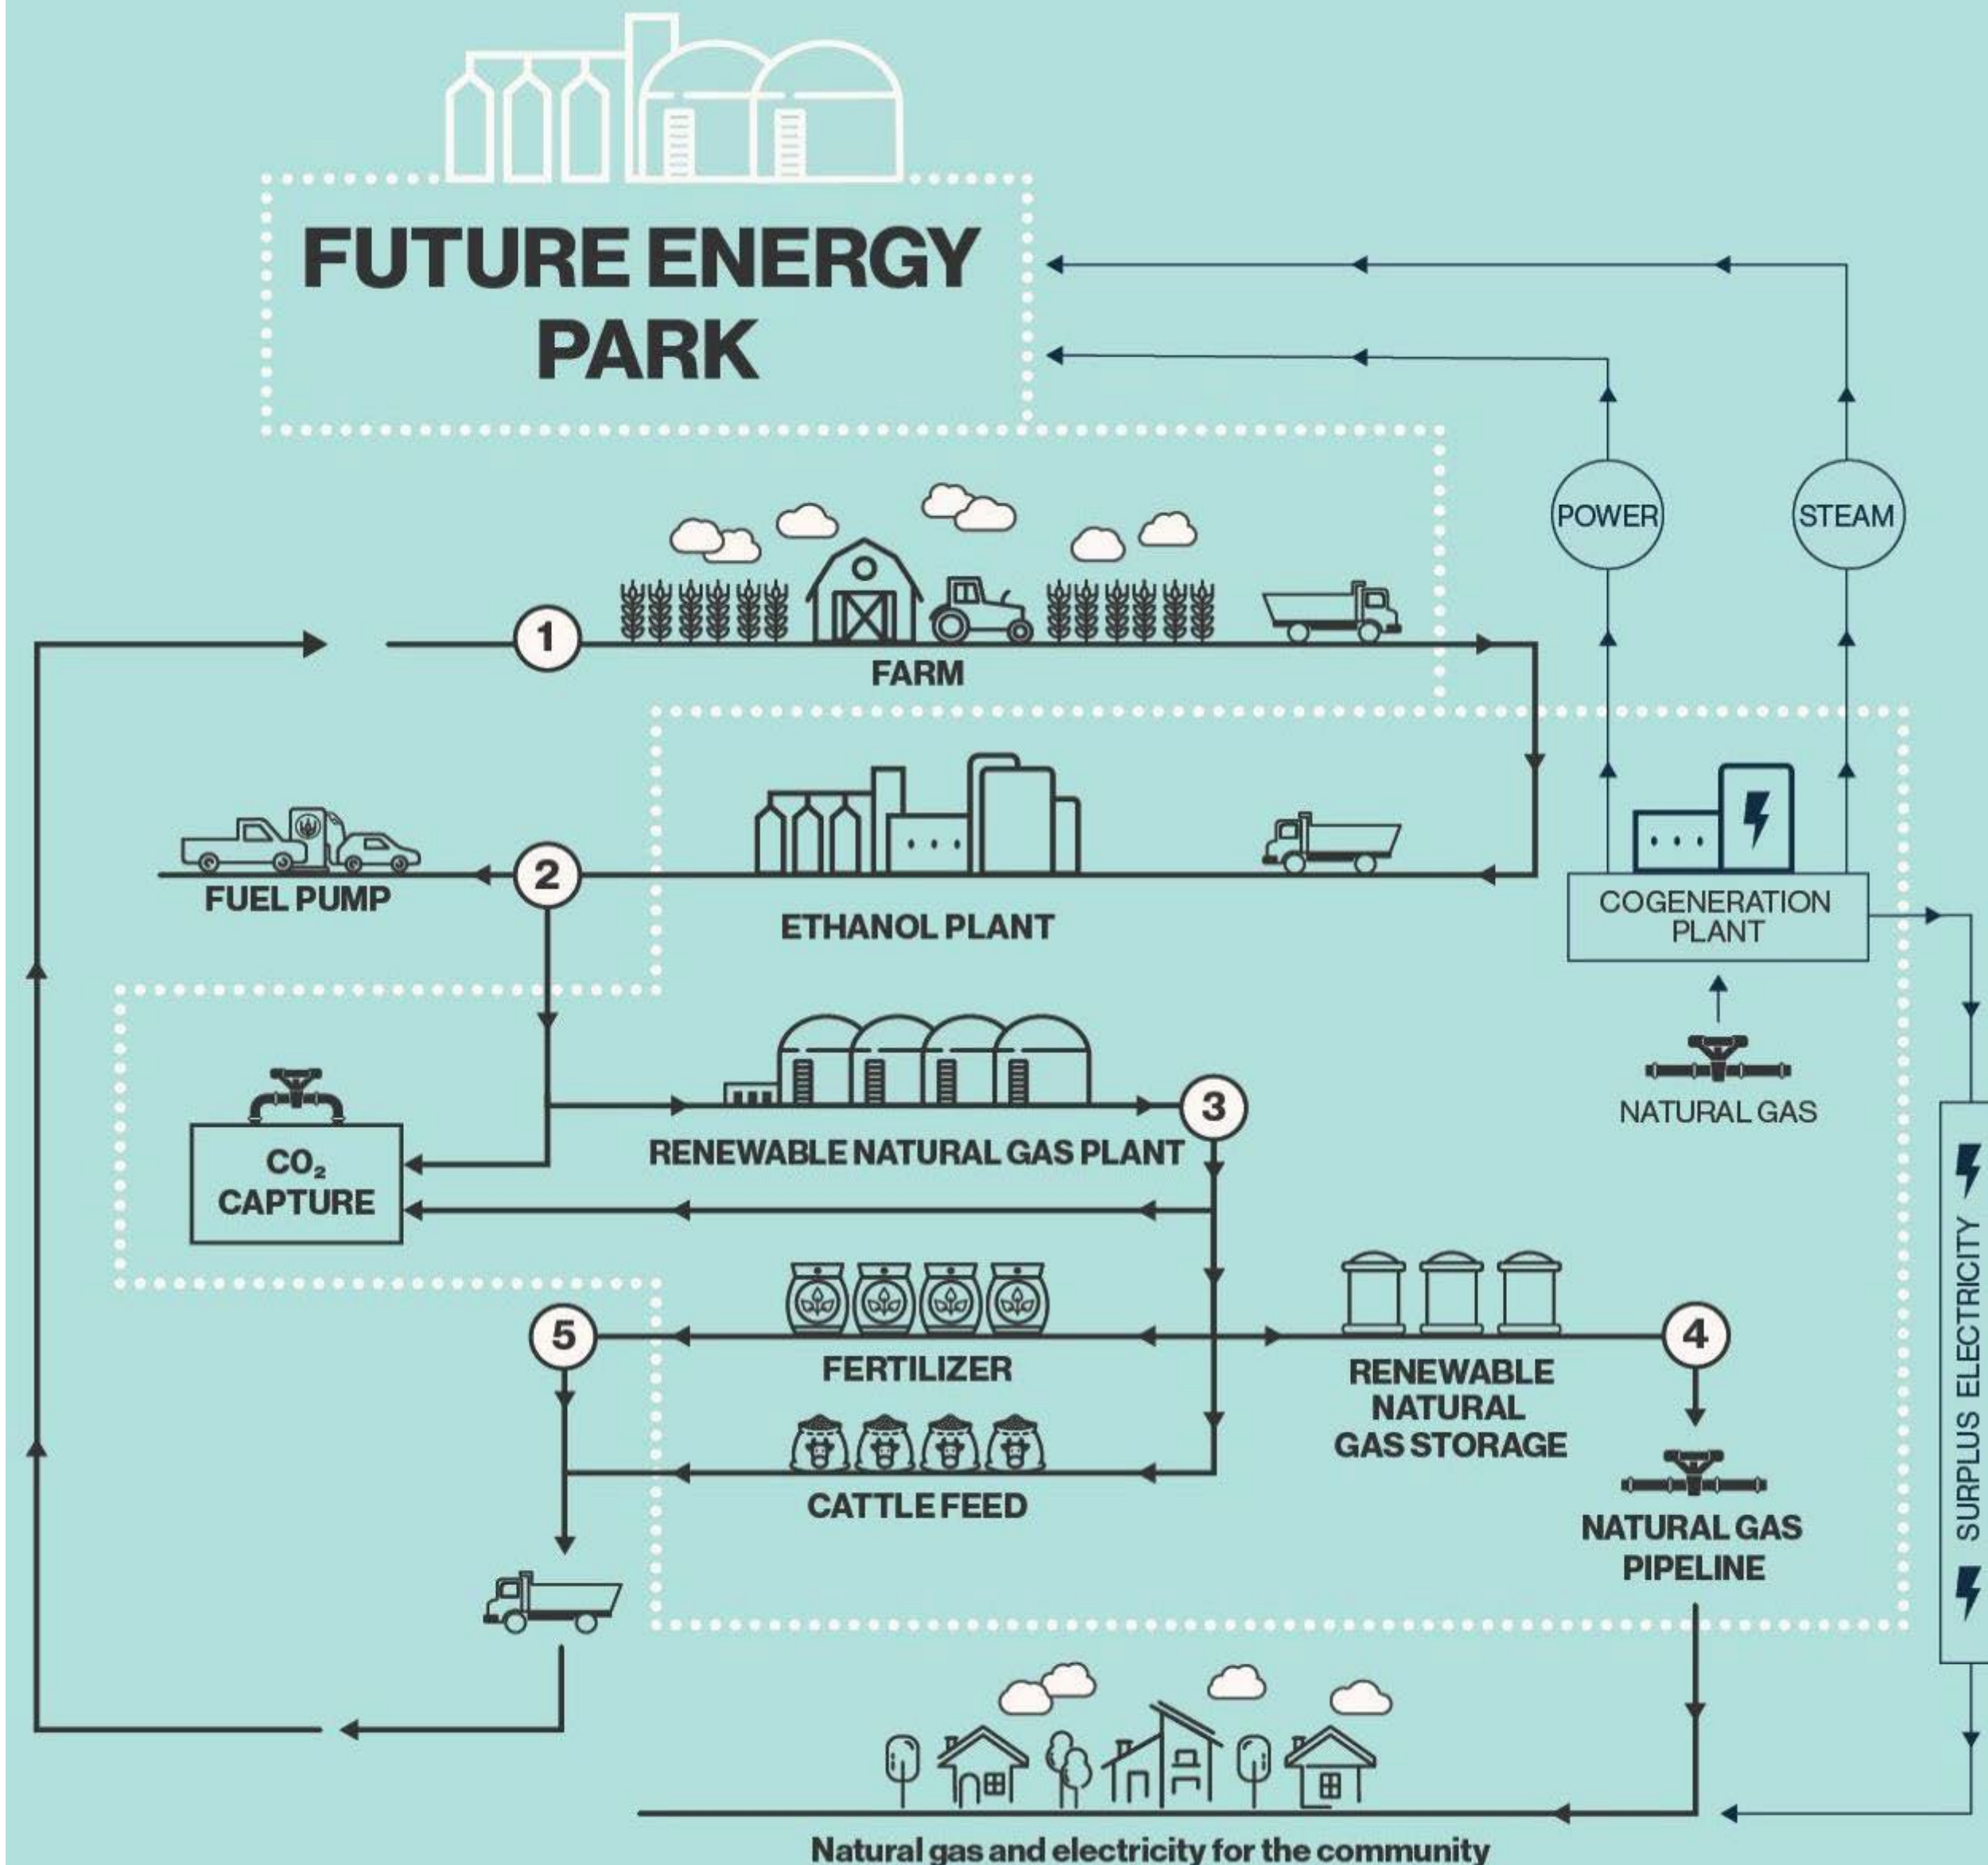 FUTURE ENERGY
PARK
POWER
STEAM
1
FARM
FUEL PUMP
2
ETHANOL PLANT
COGENERATION
PLANT
NATURAL GAS
CO₂
CAPTURE
RENEWABLE NATURAL GAS PLANT
3
5
FERTILIZER
RENEWABLE
NATURAL
GAS STORAGE
4
CATTLE FEED
NATURAL GAS
PIPELINE
SURPLUS ELECTRICITY
Natural gas and electricity for the community